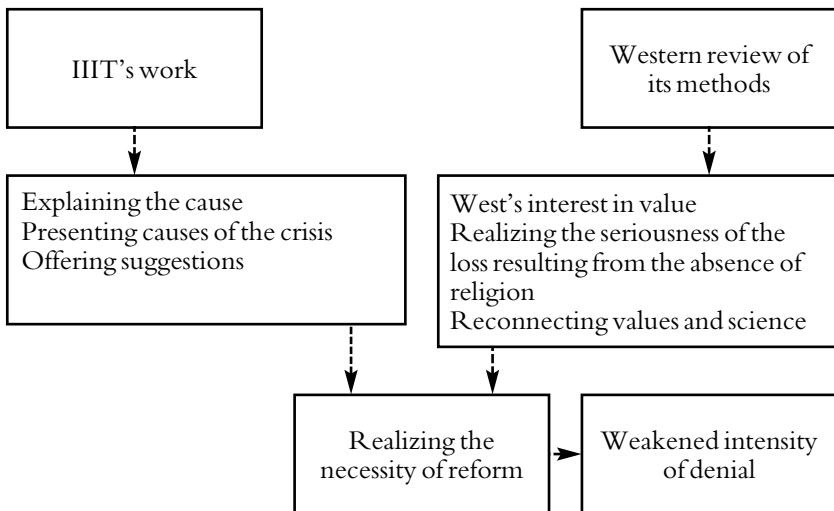 IIIT’s work
Western review of
its methods
Explaining the cause
Presenting causes of the crisis
Offering suggestions
West’s interest in value
Realizing the seriousness of the
loss resulting from the absence of
religion
Reconnecting values and science
Realizing the
necessity of reform
Weakened intensity
of denial